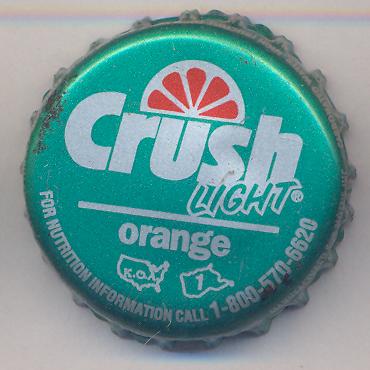 Crush
LIGHT®
orange
K.O.I. 1
FOR NUTRITION INFORMATION CALL 1-800-570-6620